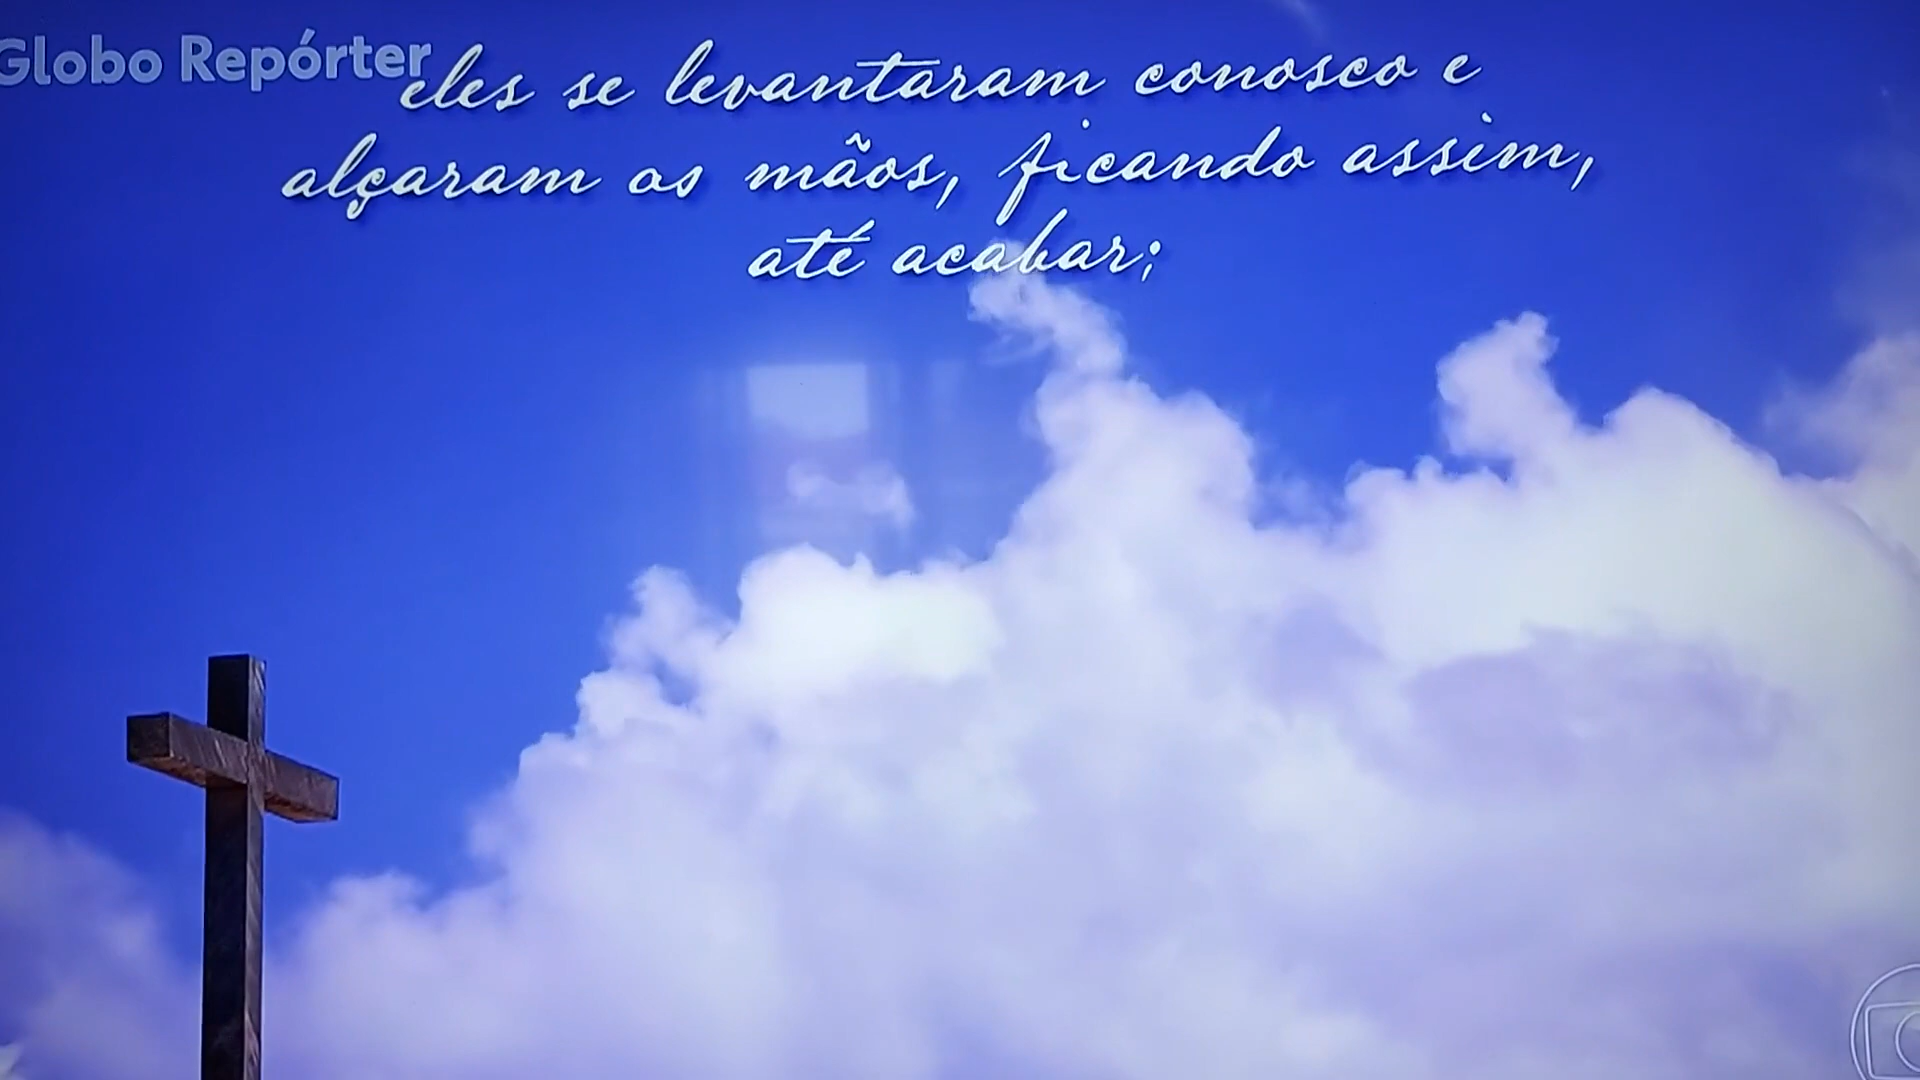 Globo Repórter
eles se levantaram conosco e
alçaram as mãos, ficando assim,
até acabar;